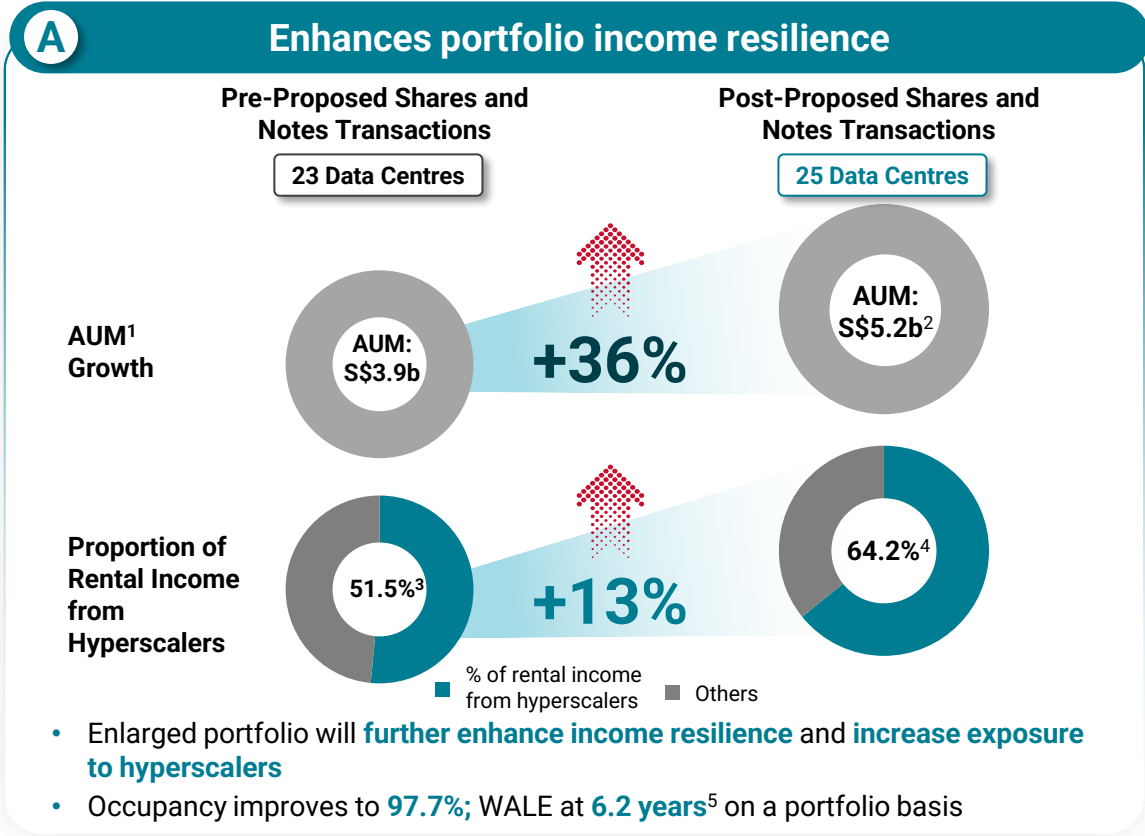 A
Enhances portfolio income resilience
Pre-Proposed Shares and
Notes Transactions
Post-Proposed Shares and
Notes Transactions
23 Data Centres
25 Data Centres
AUM¹
Growth
AUM:
S$3.9b
+36%
AUM:
S$5.2b²
Proportion of
Rental Income
from
Hyperscalers
51.5%³
+13%
64.2%⁴
% of rental income
from hyperscalers
Others
• Enlarged portfolio will further enhance income resilience and increase exposure
to hyperscalers
• Occupancy improves to 97.7%; WALE at 6.2 years⁵ on a portfolio basis